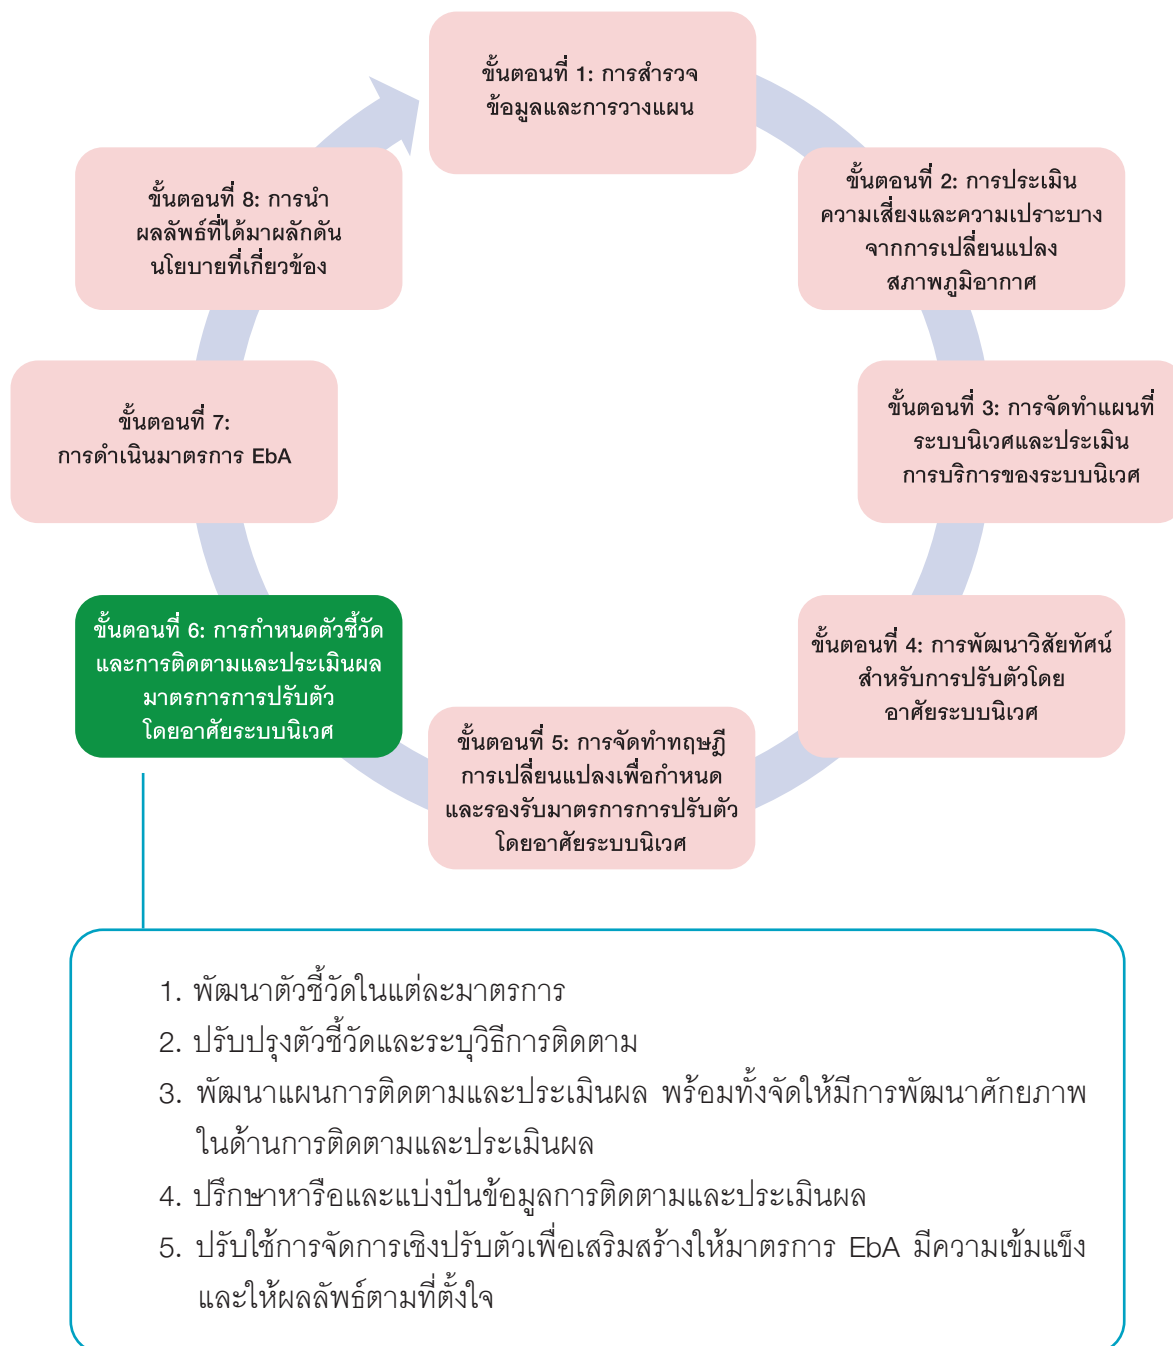 ขั้นตอนที่ 1: การสำรวจ
ข้อมูลและการวางแผน
ขั้นตอนที่ 2: การประเมิน
ความเสี่ยงและความเปราะบาง
จากการเปลี่ยนแปลง
สภาพภูมิอากาศ
ขั้นตอนที่ 3: การจัดทำแผนที่
ระบบนิเวศและประเมิน
การบริการของระบบนิเวศ
ขั้นตอนที่ 4: การพัฒนาวิสัยทัศน์
สำหรับการปรับตัวโดย
อาศัยระบบนิเวศ
ขั้นตอนที่ 5: การจัดทำทฤษฎี
การเปลี่ยนแปลงเพื่อกำหนด
และรองรับมาตรการการปรับตัว
โดยอาศัยระบบนิเวศ
ขั้นตอนที่ 6: การกำหนดตัวชี้วัด
และการติดตามและประเมินผล
มาตรการการปรับตัว
โดยอาศัยระบบนิเวศ
ขั้นตอนที่ 7:
การดำเนินมาตรการ EbA
ขั้นตอนที่ 8: การนำ
ผลลัพธ์ที่ได้มาผลักดัน
นโยบายที่เกี่ยวข้อง
1. พัฒนาตัวชี้วัดในแต่ละมาตรการ
2. ปรับปรุงตัวชี้วัดและระบุวิธีการติดตาม
3. พัฒนาแผนการติดตามและประเมินผล พร้อมทั้งจัดให้มีการพัฒนาศักยภาพ
ในด้านการติดตามและประเมินผล
4. ปรึกษาหารือและแบ่งปันข้อมูลการติดตามและประเมินผล
5. ปรับใช้การจัดการเชิงปรับตัวเพื่อเสริมสร้างให้มาตรการ EbA มีความเข้มแข็ง
และให้ผลลัพธ์ตามที่ตั้งใจ